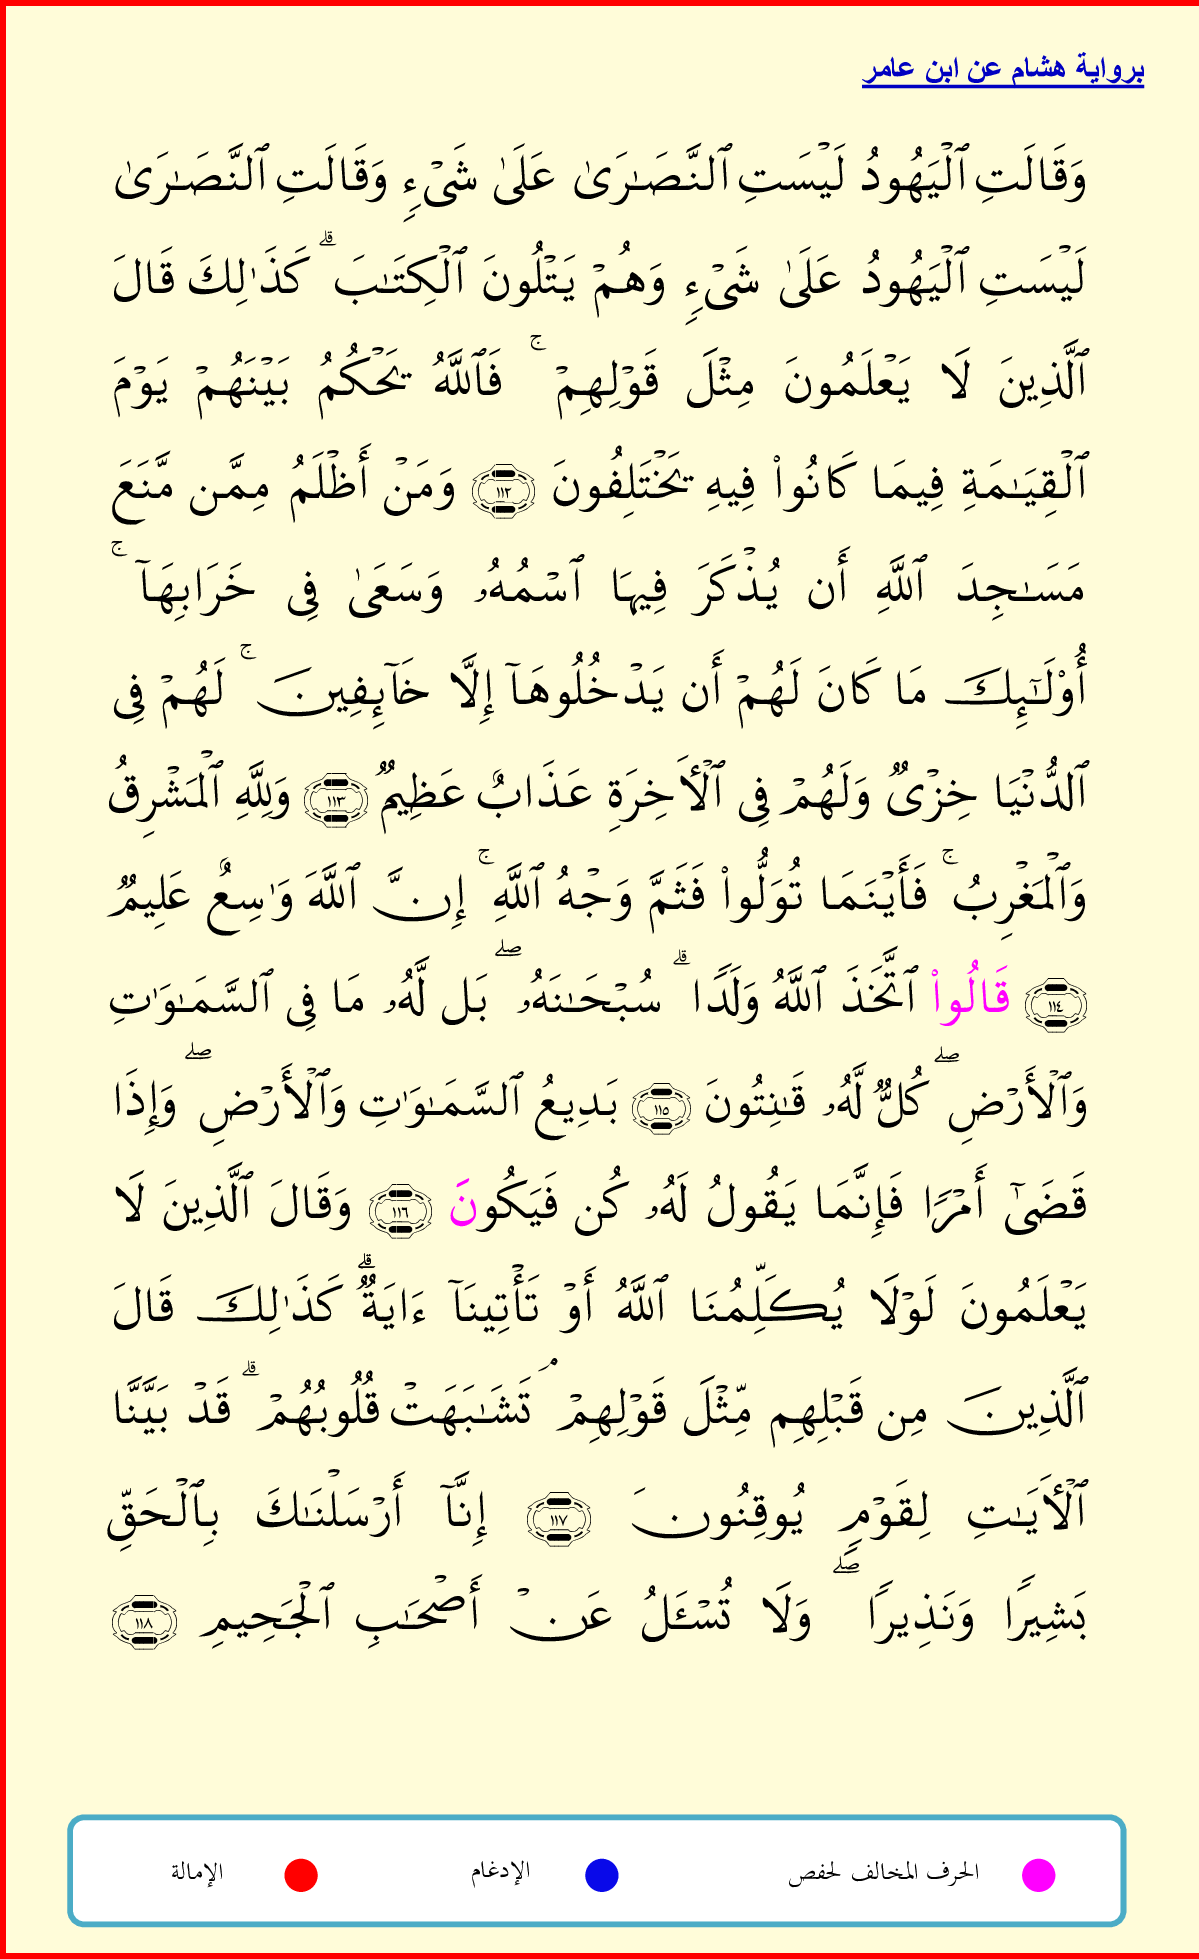 برواية هشام عن ابن عامر
وَقَالَتِ ٱلۡيَهُودُ لَيۡسَتِ ٱلنَّصَٰرَىٰ عَلَىٰ شَيۡءٖ وَقَالَتِ ٱلنَّصَٰرَىٰ
لَيۡسَتِ ٱلۡيَهُودُ عَلَىٰ شَيۡءٖ وَهُمۡ يَتۡلُونَ ٱلۡكِتَٰبَۗ كَذَٰلِكَ قَالَ
ٱلَّذِينَ لَا يَعۡلَمُونَ مِثۡلَ قَوۡلِهِمۡۚ فَٱللَّهُ يَحۡكُمُ بَيۡنَهُمۡ يَوۡمَ
ٱلۡقِيَٰمَةِ فِيمَا كَانُواْ فِيهِ يَخۡتَلِفُونَ ١١٢ وَمَنۡ أَظۡلَمُ مِمَّن مَّنَعَ
مَسَٰجِدَ ٱللَّهِ أَن يُذۡكَرَ فِيهَا ٱسۡمُهُۥ وَسَعَىٰ فِي خَرَابِهَآۚ
أُوْلَٰٓئِكَ مَا كَانَ لَهُمۡ أَن يَدۡخُلُوهَآ إِلَّا خَآئِفِينَۚ لَهُمۡ فِي
ٱلدُّنۡيَا خِزۡيٞ وَلَهُمۡ فِي ٱلۡأٓخِرَةِ عَذَابٌ عَظِيمٞ ١١٣ وَلِلَّهِ ٱلۡمَشۡرِقُ
وَٱلۡمَغۡرِبُۚ فَأَيۡنَمَا تُوَلُّواْ فَثَمَّ وَجۡهُ ٱللَّهِۚ إِنَّ ٱللَّهَ وَٰسِعٌ عَلِيمٞ
١١٤ قَالُواْ ٱتَّخَذَ ٱللَّهُ وَلَدٗاۗ سُبۡحَٰنَهُۥۖ بَل لَّهُۥ مَا فِي ٱلسَّمَٰوَٰتِ
وَٱلۡأَرۡضِۖ كُلّٞ لَّهُۥ قَٰنِتُونَ ١١٥ بَدِيعُ ٱلسَّمَٰوَٰتِ وَٱلۡأَرۡضِۖ وَإِذَا
قَضَىٰٓ أَمۡرٗا فَإِنَّمَا يَقُولُ لَهُۥ كُن فَيَكُونَ ١١٦ وَقَالَ ٱلَّذِينَ لَا
يَعۡلَمُونَ لَوۡلَا يُكَلِّمُنَا ٱللَّهُ أَوۡ تَأۡتِينَآ ءَايَةٞۗ كَذَٰلِكَ قَالَ
ٱلَّذِينَ مِن قَبۡلِهِم مِّثۡلَ قَوۡلِهِمۡۘ تَشَٰبَهَتۡ قُلُوبُهُمۡۗ قَدۡ بَيَّنَّا
ٱلۡأٓيَٰتِ لِقَوۡمٖ يُوقِنُونَ ١١٧ إِنَّآ أَرۡسَلۡنَٰكَ بِٱلۡحَقِّ
بَشِيرٗا وَنَذِيرٗاۖ وَلَا تُسۡـَٔلُ عَنۡ أَصۡحَٰبِ ٱلۡجَحِيمِ ١١٨
الحرف المخالف لحفص الإدغام الإمالة